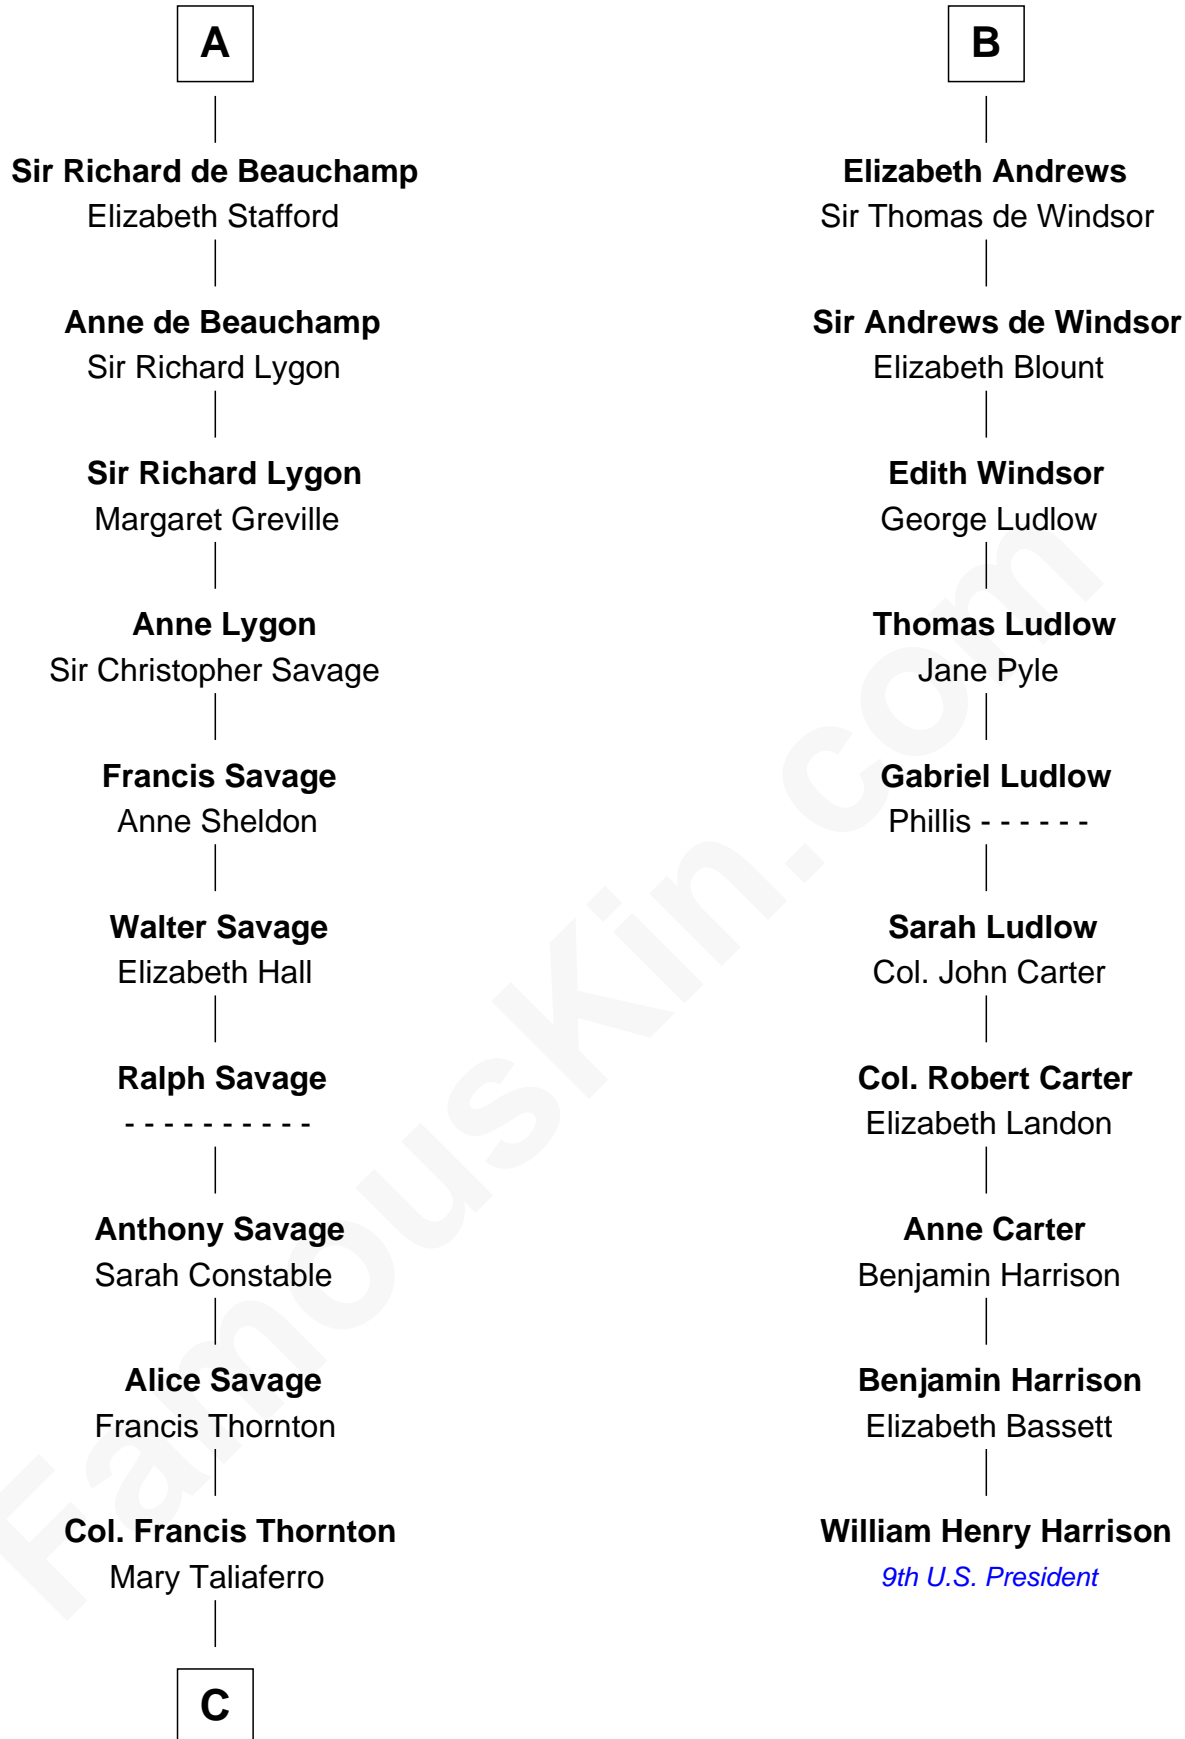 A
Sir Richard de Beauchamp
Elizabeth Stafford
Anne de Beauchamp
Sir Richard Lygon
Sir Richard Lygon
Margaret Greville
Anne Lygon
Sir Christopher Savage
Francis Savage
Anne Sheldon
Walter Savage
Elizabeth Hall
Ralph Savage
- - - - - - - - - -
Anthony Savage
Sarah Constable
Alice Savage
Francis Thornton
Col. Francis Thornton
Mary Taliaferro
C
B
Elizabeth Andrews
Sir Thomas de Windsor
Sir Andrews de Windsor
Elizabeth Blount
Edith Windsor
George Ludlow
Thomas Ludlow
Jane Pyle
Gabriel Ludlow
Phillis - - - - - -
Sarah Ludlow
Col. John Carter
Col. Robert Carter
Elizabeth Landon
Anne Carter
Benjamin Harrison
Benjamin Harrison
Elizabeth Bassett
William Henry Harrison
9th U.S. President
FamousKin.com